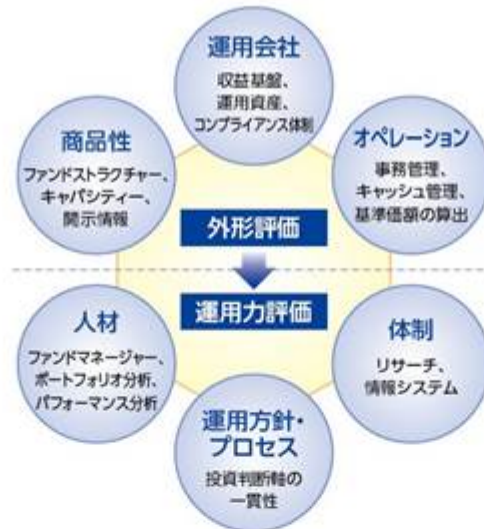 運用会社
収益基盤、
運用資産、
コンプライアンス体制
商品性
ファンドストラクチャー、
キャパシティー、
開示情報
オペレーション
事務管理、
キャッシュ管理、
基準価額の算出
外形評価
運用力評価
人材
ファンドマネージャー、
ポートフォリオ分析、
パフォーマンス分析
体制
リサーチ、
情報システム
運用方針・
プロセス
投資判断軸の
一貫性